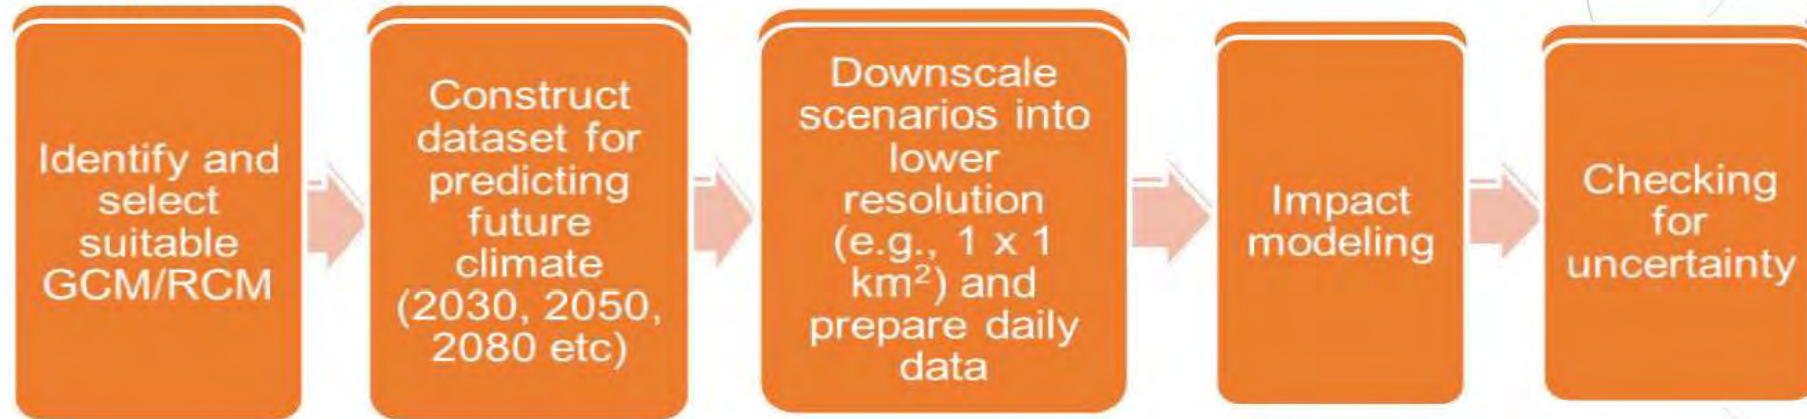 Identify and
select
suitable
GCM/RCM
Construct
dataset for
predicting
future
climate
(2030, 2050,
2080 etc)
Downscale
scenarios into
lower
resolution
(e.g., 1 x 1
km²) and
prepare daily
data
Impact
modeling
Checking
for
uncertainty